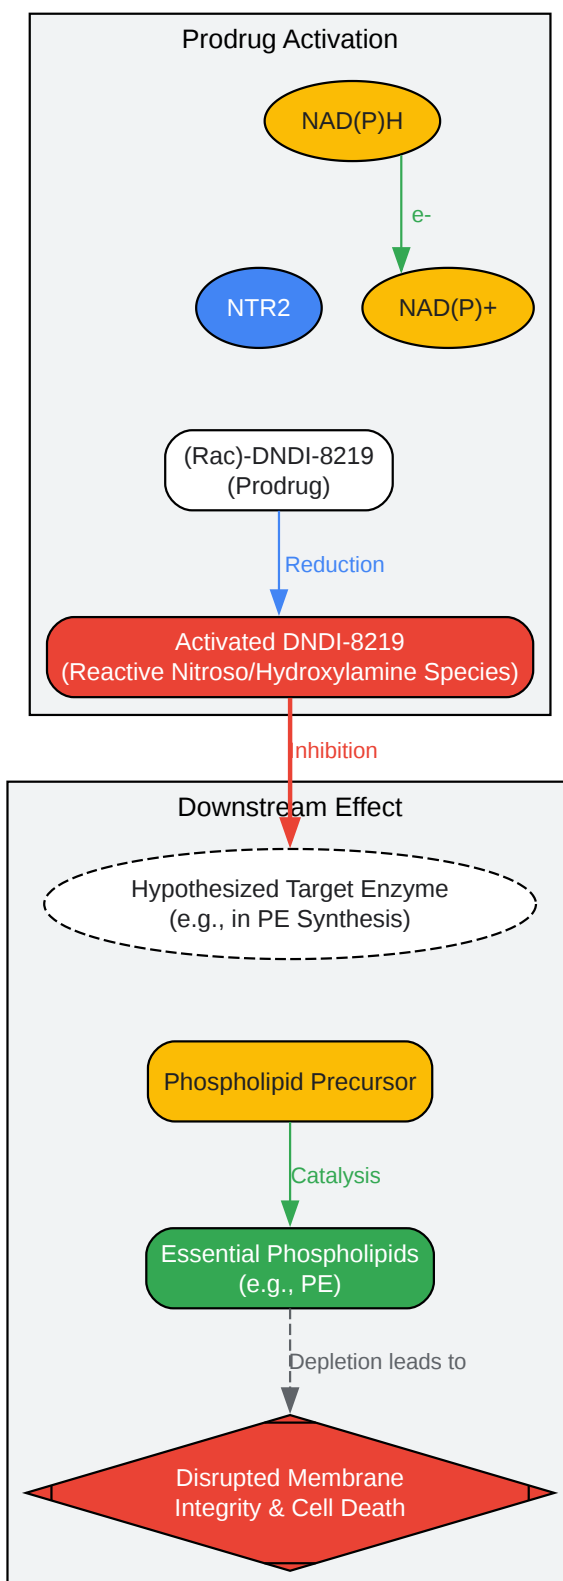 Prodrug Activation
NAD(P)H
e-
NTR2
NAD(P)+
(Rac)-DNDI-8219
(Prodrug)
Reduction
Activated DNDI-8219
(Reactive Nitroso/Hydroxylamine Species)
Inhibition
Downstream Effect
Hypothesized Target Enzyme
(e.g., in PE Synthesis)
Phospholipid Precursor
Catalysis
Essential Phospholipids
(e.g., PE)
Depletion leads to
Disrupted Membrane
Integrity & Cell Death